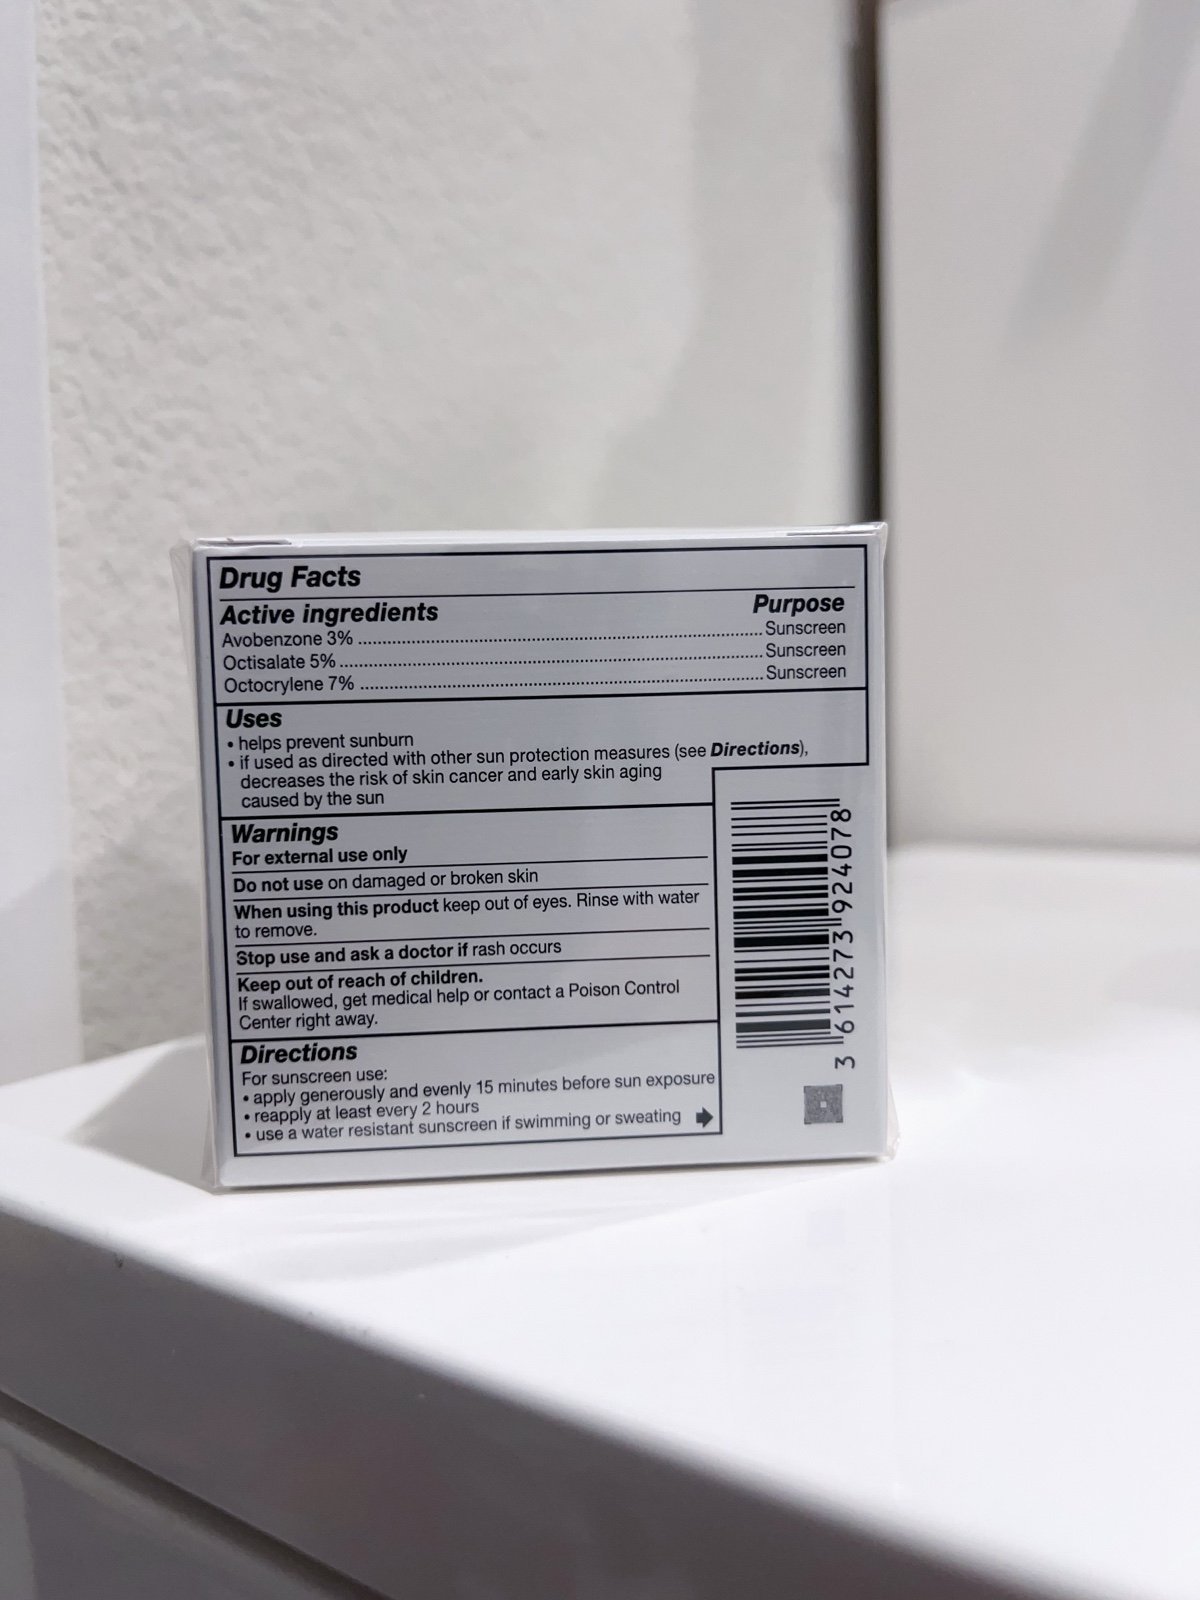 Drug Facts
Active ingredients Purpose
Avobenzone 3% ........ Sunscreen
Octisalate 5% ........ Sunscreen
Octocrylene 7% ........ Sunscreen
Uses
• helps prevent sunburn
• if used as directed with other sun protection measures (see Directions),
decreases the risk of skin cancer and early skin aging
caused by the sun
Warnings
For external use only
Do not use on damaged or broken skin
When using this product keep out of eyes. Rinse with water
to remove.
Stop use and ask a doctor if rash occurs
Keep out of reach of children.
If swallowed, get medical help or contact a Poison Control
Center right away.
Directions
For sunscreen use:
• apply generously and evenly 15 minutes before sun exposure
• reapply at least every 2 hours
• use a water resistant sunscreen if swimming or sweating
3 614273 924078